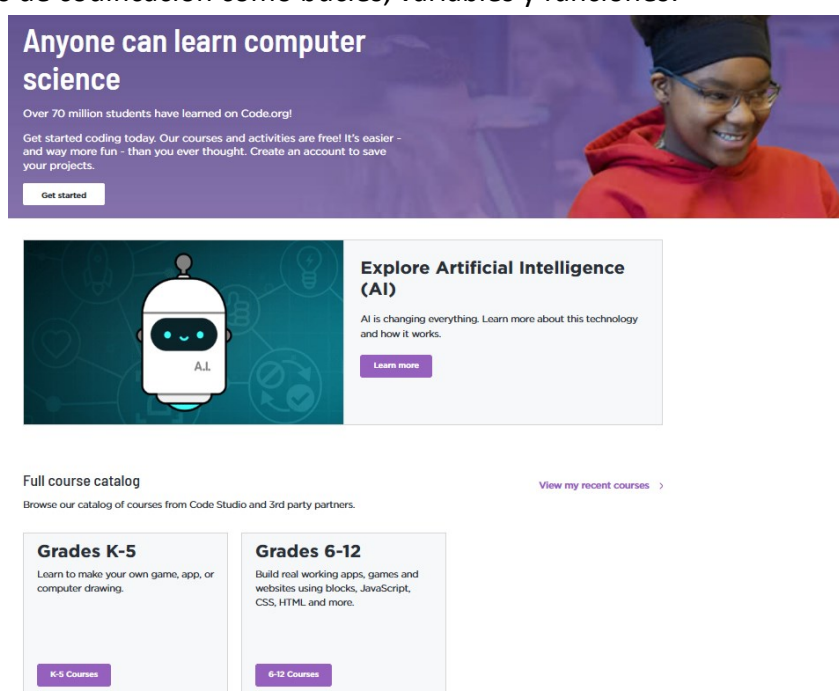 de codificación como bucles, variables y funciones.
Anyone can learn computer
science
Over 70 million students have learned on Code.org!
Get started coding today. Our courses and activities are free! It's easier -
and way more fun - than you ever thought. Create an account to save
your projects.
Get started
Explore Artificial Intelligence
(AI)
AI is changing everything. Learn more about this technology
and how it works.
Learn more
A.I.
Full course catalog
View my recent courses >
Browse our catalog of courses from Code Studio and 3rd party partners.
Grades K-5
Learn to make your own game, app, or
computer drawing.
K-5 Courses
Grades 6-12
Build real working apps, games and
websites using blocks, JavaScript,
CSS, HTML and more.
6-12 Courses